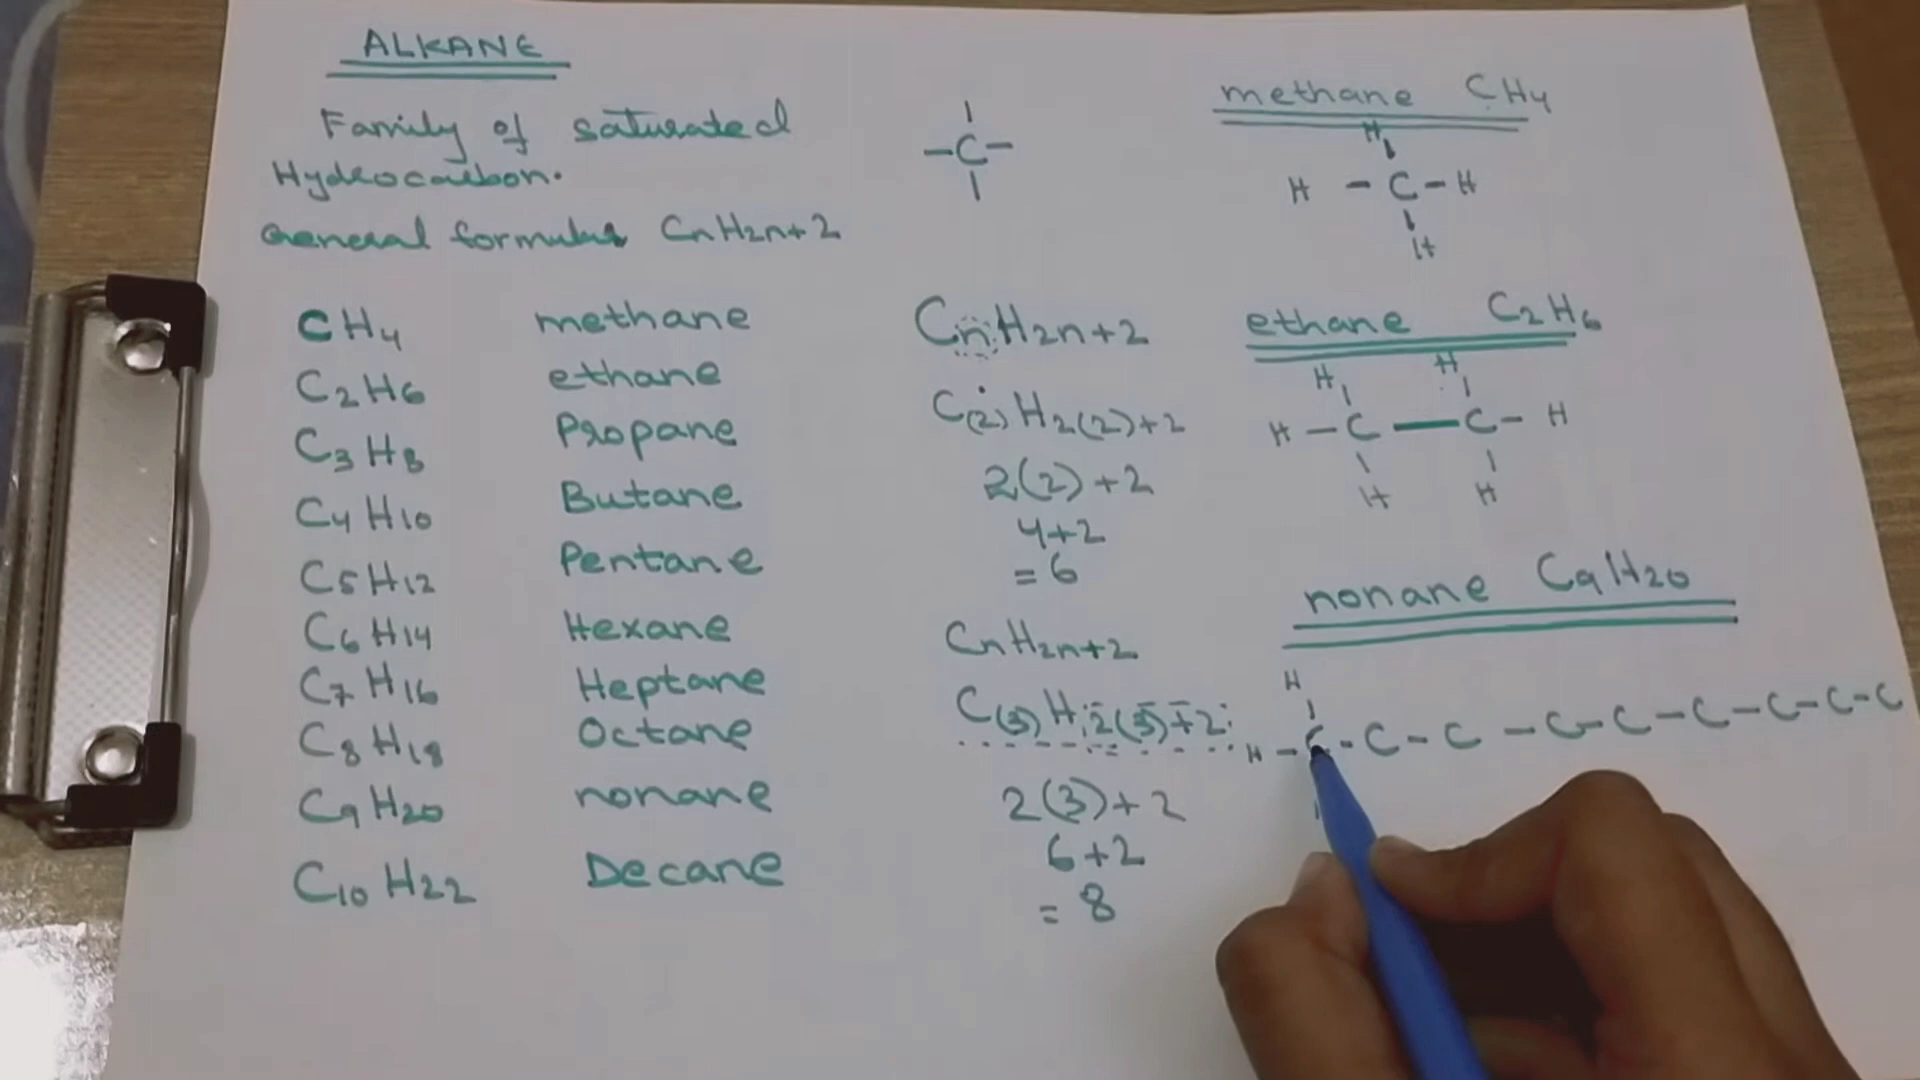 ALKANE
Family of saturated
Hydrocarbon.
General formular CnH2n+2
CH4 methane
C2H6 ethane
C3H8 Propane
C4H10 Butane
C5H12 Pentane
C6H14 Hexane
C7H16 Heptane
C8H18 Octane
C9H20 nonane
C10H22 Decane
-C-
CnH2n+2
C(2)H2(2)+2
2(2)+2
4+2
=6
CnH2n+2
C(3)H2(3)+2
2(3)+2
6+2
=8
methane CH4
H
H -C-H
H
ethane C2H6
H H
H-C-C-H
H H
nonane C9H20
H
H-C-C-C-C-C-C-C-C-C